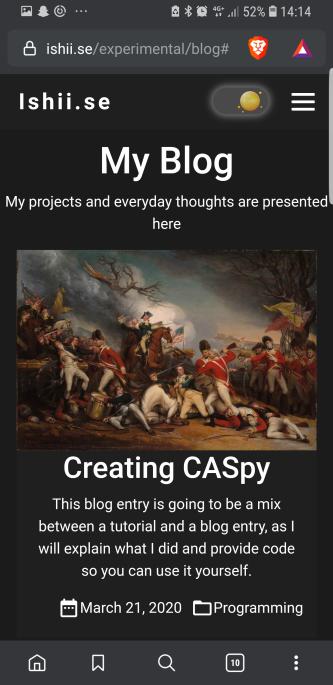 4G+ 52% 14:14
ishii.se/experimental/blog#
Ishii.se
My Blog
My projects and everyday thoughts are presented
here
Creating CASpy
This blog entry is going to be a mix
between a tutorial and a blog entry, as I
will explain what I did and provide code
so you can use it yourself.
March 21, 2020 Programming
10